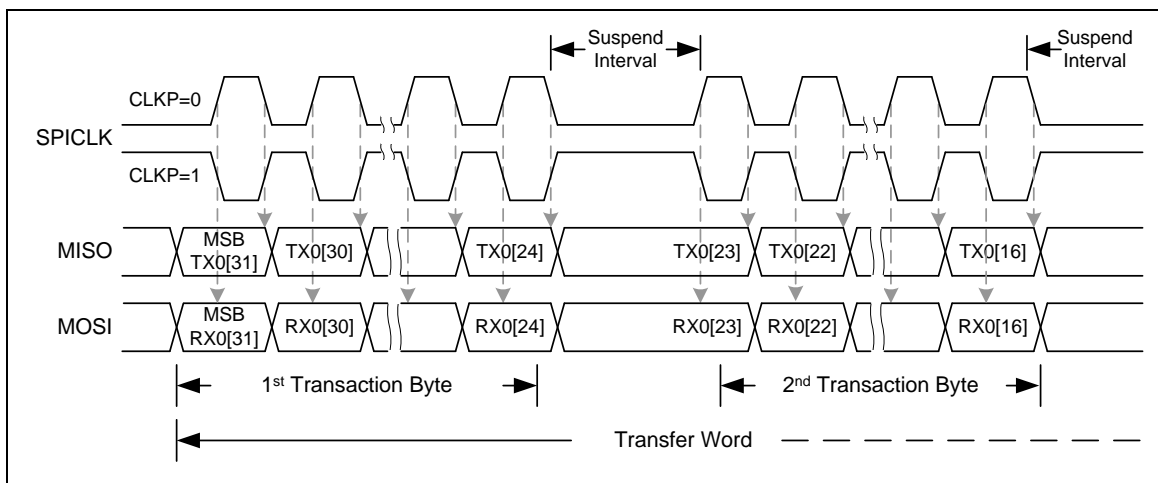 Suspend
Interval
Suspend
Interval
CLKP=0
SPICLK
CLKP=1
MISO
MSB
TX0[31]
TX0[30]
TX0[24]
TX0[23]
TX0[22]
TX0[16]
MOSI
MSB
RX0[31]
RX0[30]
RX0[24]
RX0[23]
RX0[22]
RX0[16]
1st Transaction Byte
2nd Transaction Byte
Transfer Word